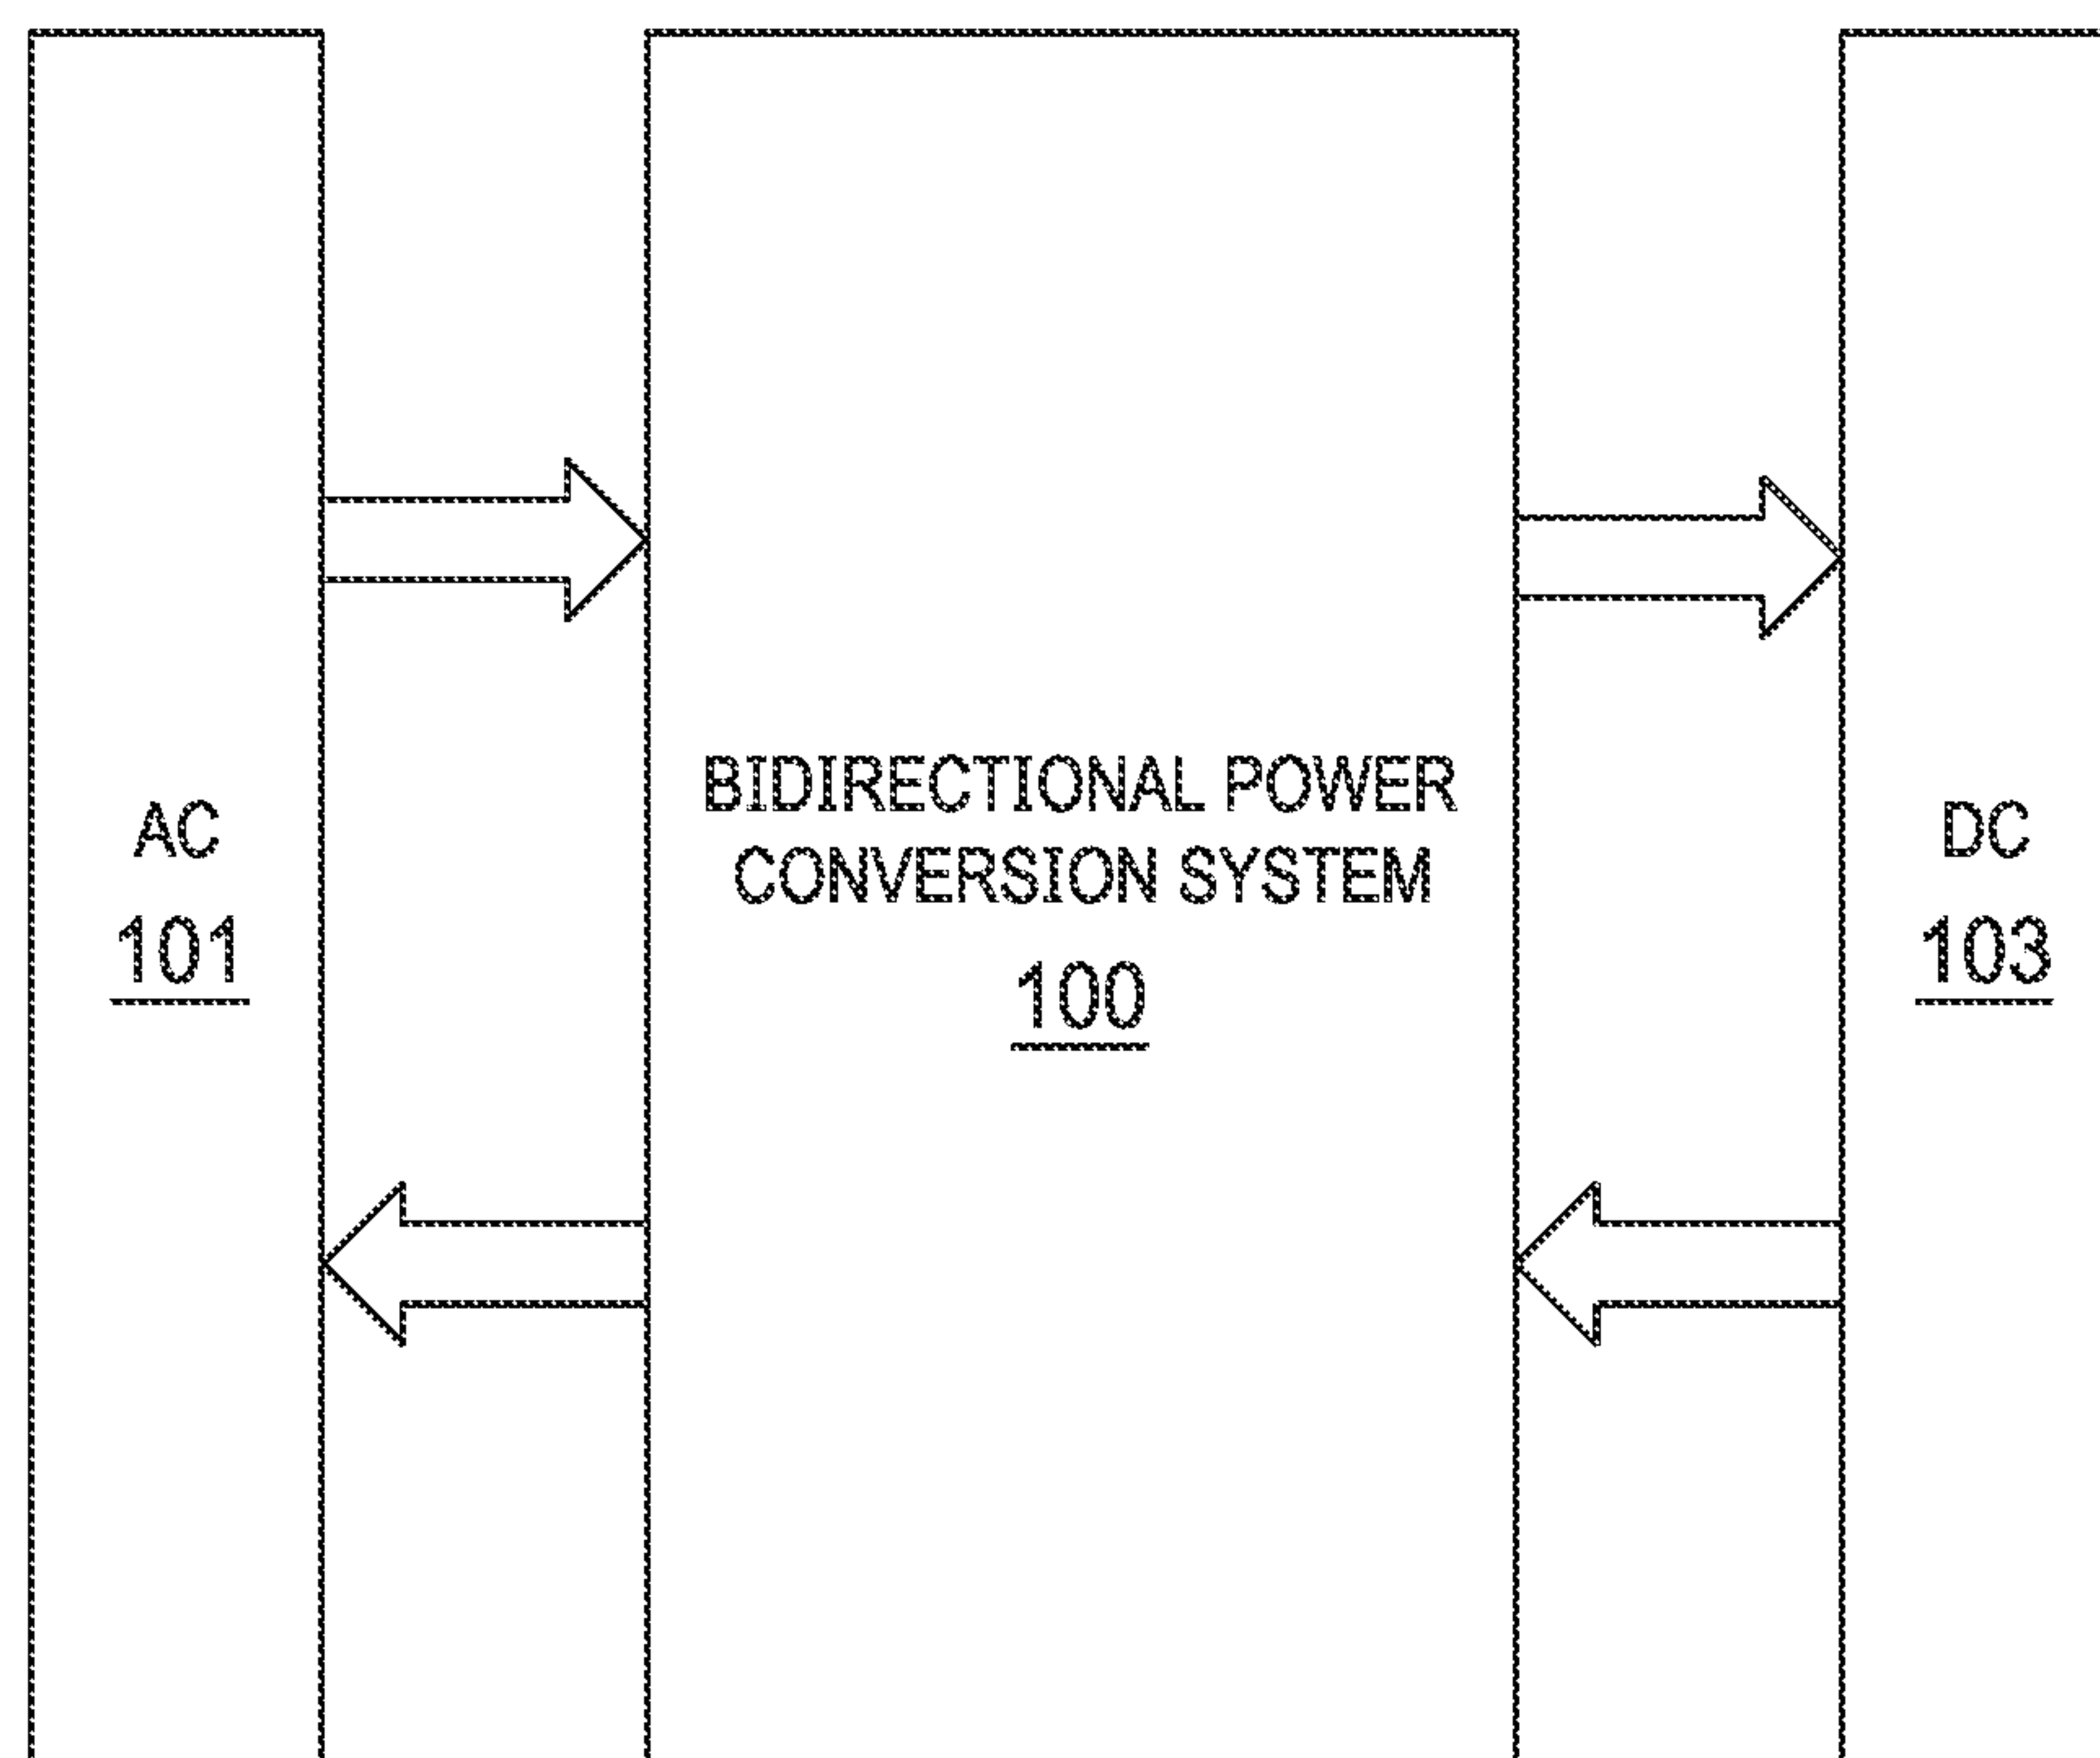 AC
101
BIDIRECTIONAL POWER
CONVERSION SYSTEM
100
DC
103